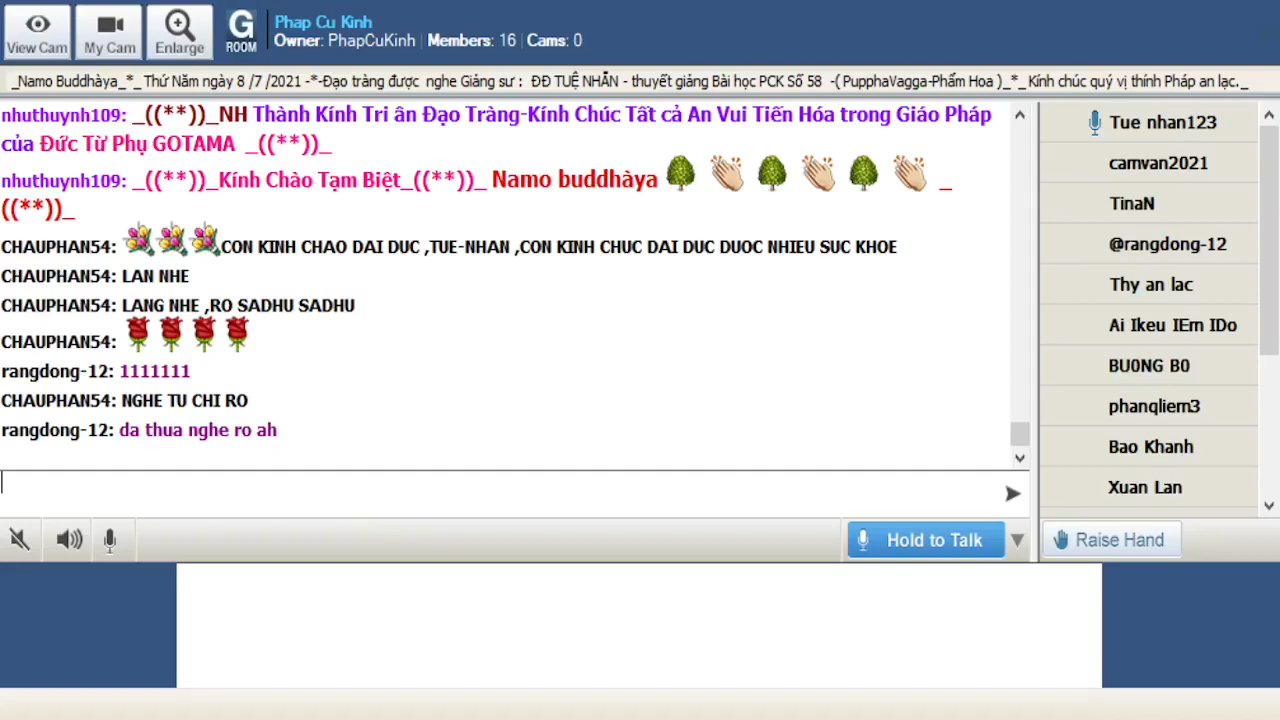 View Cam
My Cam
Enlarge
G
ROOM
Phap Cu Kinh
Owner: PhapCuKinh | Members: 16 | Cams: 0
_Namo Buddhàya_*_ Thứ Năm ngày 8 /7 /2021 -*-Đạo tràng được nghe Giảng sư : ĐĐ TUỆ NHẪN - thuyết giảng Bài học PCK Số 58 -( PupphaVagga-Phẩm Hoa )_*_Kính chúc quý vị thính Pháp an lạc._
nhuthuynh109: _((**))_NH Thành Kính Tri ân Đạo Tràng-Kính Chúc Tất cả An Vui Tiến Hóa trong Giáo Pháp
của Đức Từ Phụ GOTAMA _((**))_
nhuthuynh109: _((**))_Kính Chào Tạm Biệt_((**))_ Namo buddhàya _
((**))_
CHAUPHAN54: CON KINH CHAO DAI DUC ,TUE-NHAN ,CON KINH CHUC DAI DUC DUOC NHIEU SUC KHOE
CHAUPHAN54: LAN NHE
CHAUPHAN54: LANG NHE ,RO SADHU SADHU
CHAUPHAN54:
rangdong-12: 1111111
CHAUPHAN54: NGHE TU CHI RO
rangdong-12: da thua nghe ro ah
Tue nhan123
camvan2021
TinaN
@rangdong-12
Thy an lac
Ai Ikeu IEm IDo
BU0NG B0
phanqliem3
Bao Khanh
Xuan Lan
Hold to Talk
Raise Hand